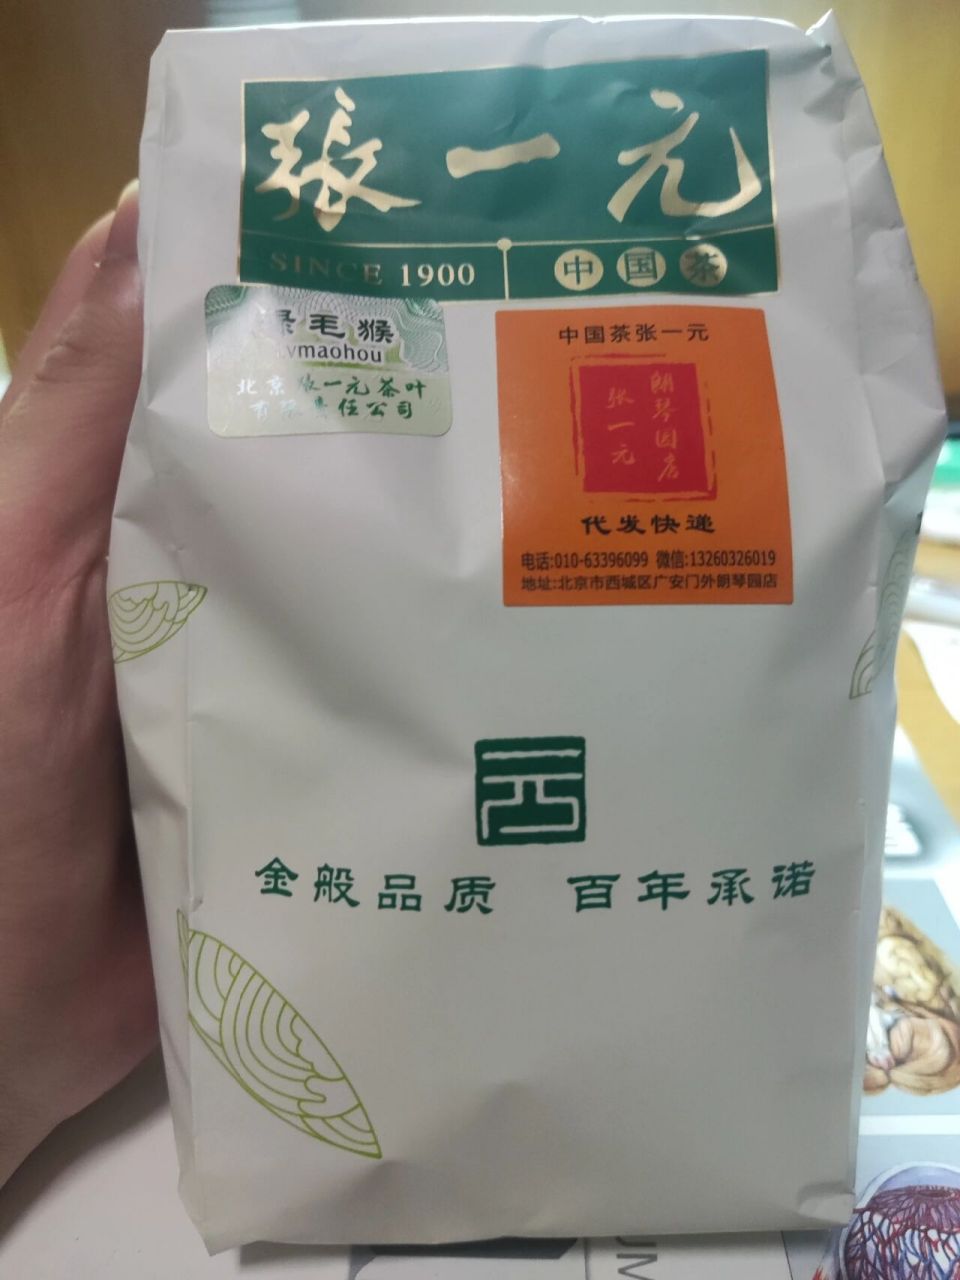 張一元
SINCE 1900
中国茶
绿毛猴
Lvmaohou
北京张一元茶叶
有限责任公司
中国茶张一元
朗琴园店
张一元
代发快递
电话:010-63396099 微信:13260326019
地址:北京市西城区广安门外朗琴园店
一元
金般品质 百年承诺
UM